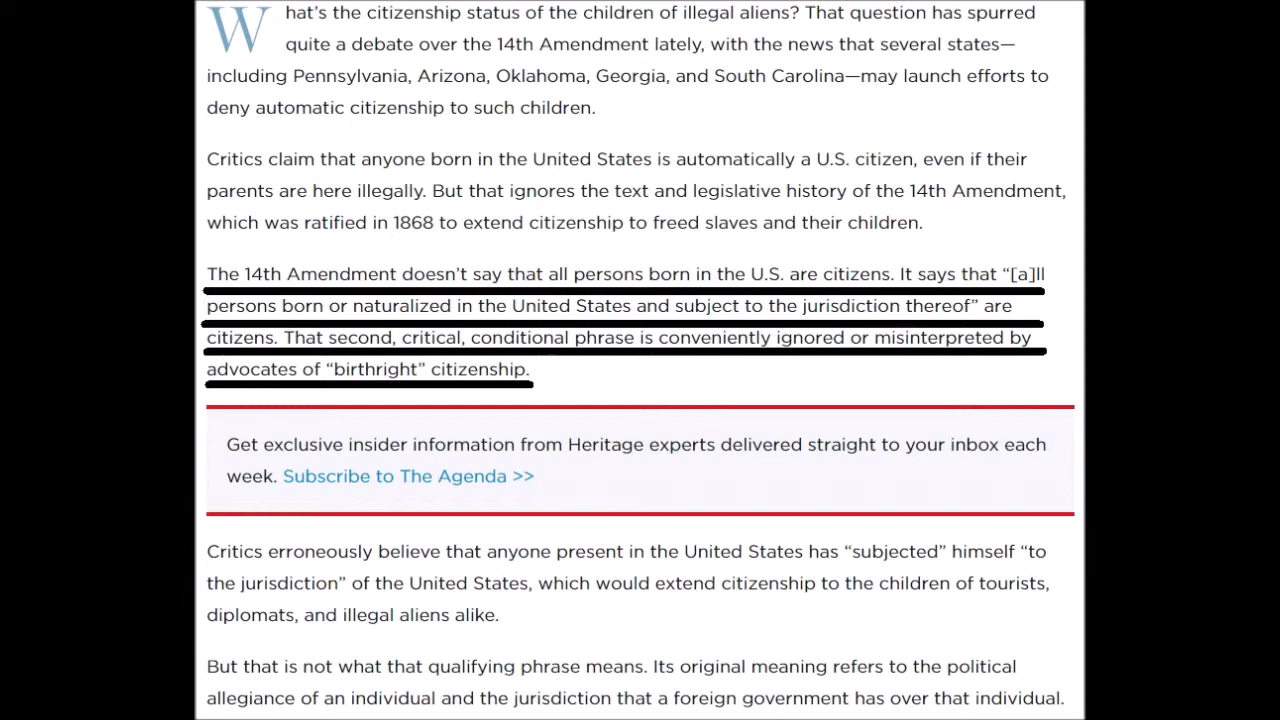 What's the citizenship status of the children of illegal aliens? That question has spurred
quite a debate over the 14th Amendment lately, with the news that several states—
including Pennsylvania, Arizona, Oklahoma, Georgia, and South Carolina—may launch efforts to
deny automatic citizenship to such children.
Critics claim that anyone born in the United States is automatically a U.S. citizen, even if their
parents are here illegally. But that ignores the text and legislative history of the 14th Amendment,
which was ratified in 1868 to extend citizenship to freed slaves and their children.
The 14th Amendment doesn't say that all persons born in the U.S. are citizens. It says that “[a]ll
persons born or naturalized in the United States and subject to the jurisdiction thereof” are
citizens. That second, critical, conditional phrase is conveniently ignored or misinterpreted by
advocates of “birthright” citizenship.
Get exclusive insider information from Heritage experts delivered straight to your inbox each
week. Subscribe to The Agenda >>
Critics erroneously believe that anyone present in the United States has “subjected” himself “to
the jurisdiction” of the United States, which would extend citizenship to the children of tourists,
diplomats, and illegal aliens alike.
But that is not what that qualifying phrase means. Its original meaning refers to the political
allegiance of an individual and the jurisdiction that a foreign government has over that individual.